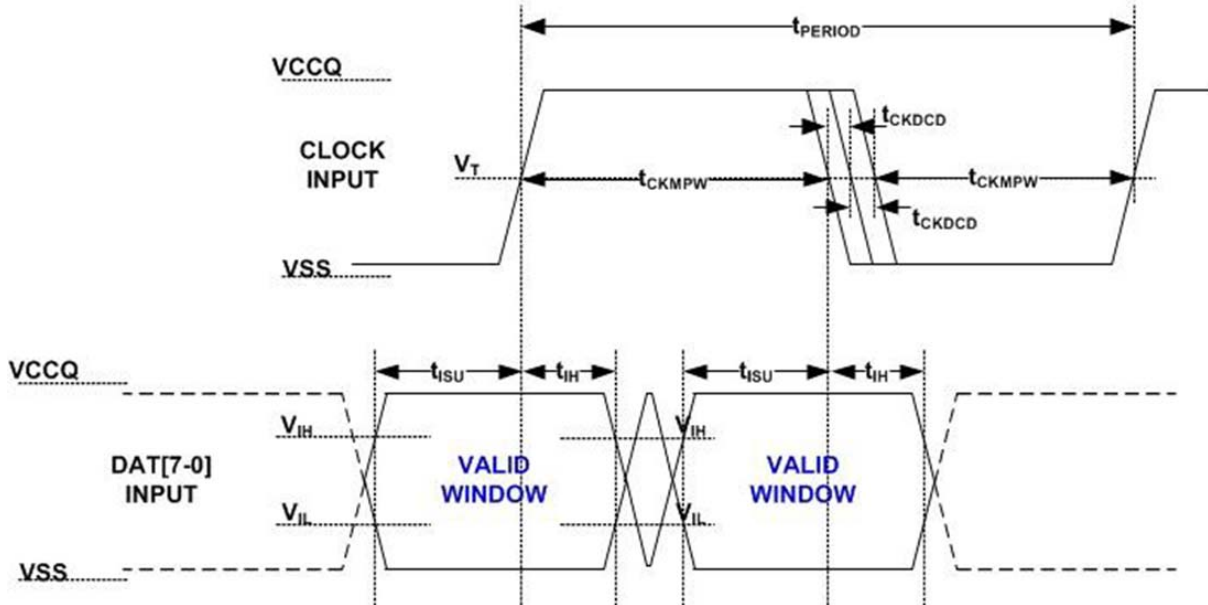 tPERIOD
VCCQ
tCKDCD
CLOCK
INPUT
VT
tCKMPW
tCKMPW
tCKDCD
VSS
VCCQ
tISU
tIH
tISU
tIH
VIH
VIH
DAT[7-0]
INPUT
VALID
WINDOW
VALID
WINDOW
VIL
VIL
VSS